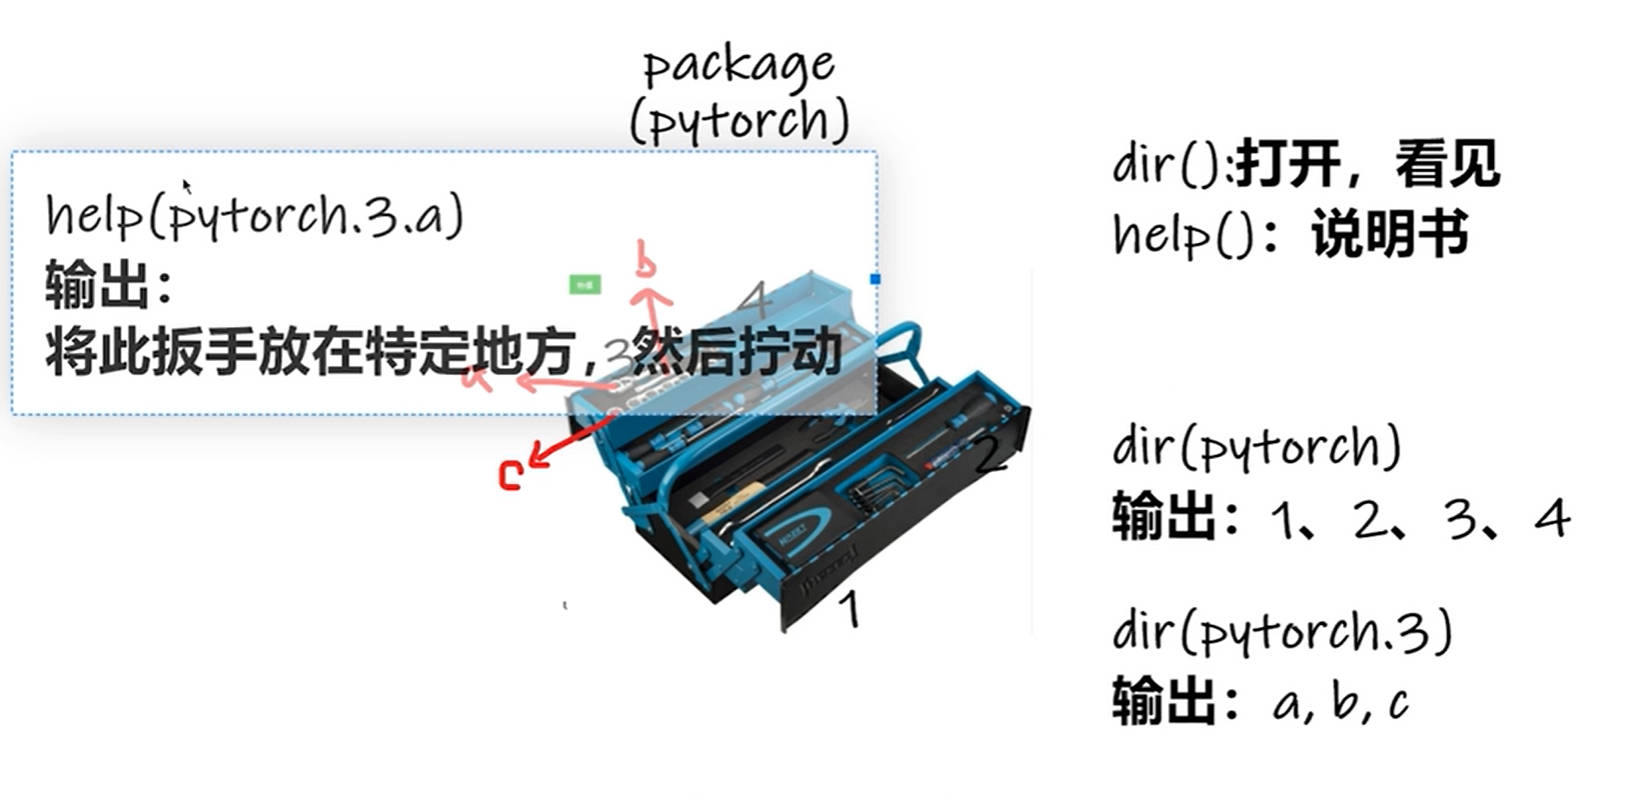 package
(pytorch)
help(pytorch.3.a)
输出：
将此扳手放在特定地方，然后拧动
b
4
3
a
c
2
1
dir():打开，看见
help()：说明书
dir(pytorch)
输出：1、2、3、4
dir(pytorch.3)
输出：a, b, c